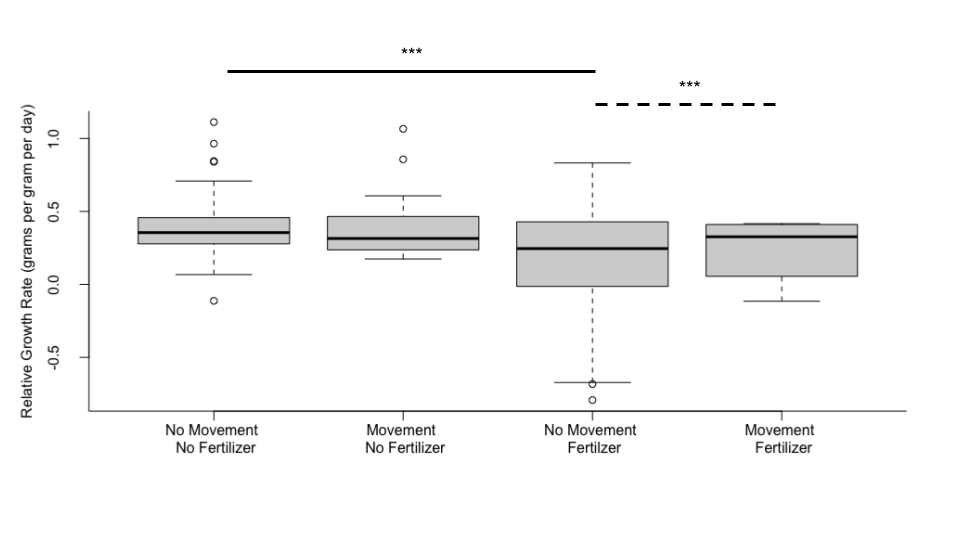 ***
***
Relative Growth Rate (grams per gram per day)
1.0
0.5
0.0
-0.5
No Movement
No Fertilizer
Movement
No Fertilizer
No Movement
Fertilzer
Movement
Fertilizer